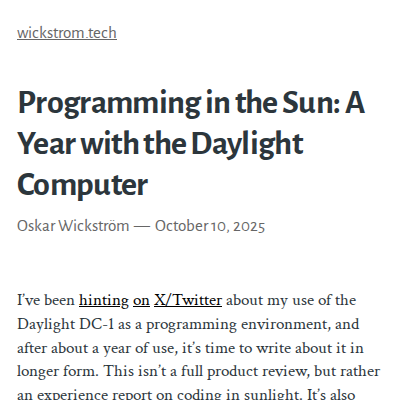 wickstrom.tech
Programming in the Sun: A
Year with the Daylight
Computer
Oskar Wickström — October 10, 2025
I’ve been hinting on X/Twitter about my use of the
Daylight DC-1 as a programming environment, and
after about a year of use, it’s time to write about it in
longer form. This isn’t a full product review, but rather
an experience report on coding in sunlight. It’s also